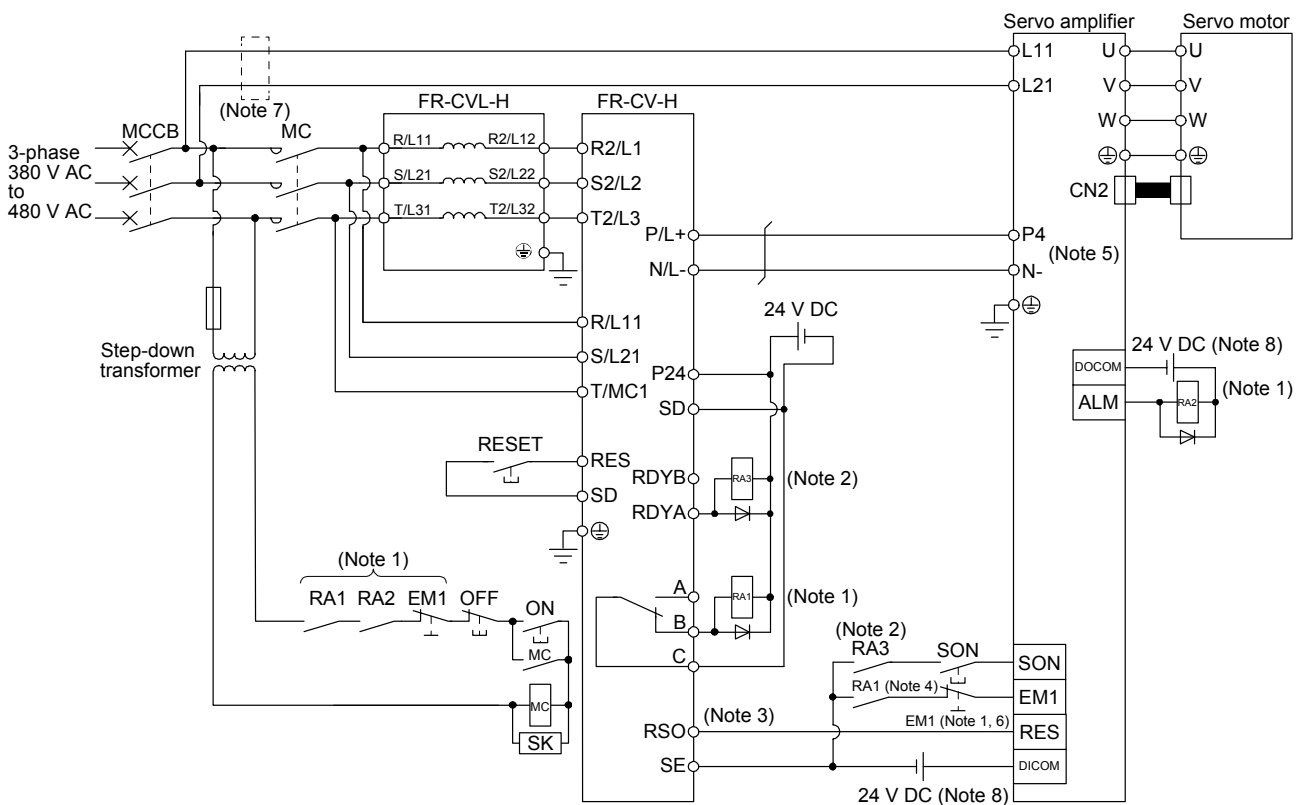 Servo amplifier
Servo motor
L11
U
U
L21
V
V
W
W
CN2
(Note 7)
FR-CVL-H
FR-CV-H
MCCB
MC
3-phase
380 V AC
to
480 V AC
R/L11
R2/L12
R2/L1
S/L21
S2/L22
S2/L2
T/L31
T2/L32
T2/L3
P/L+
P4
(Note 5)
N/L-
N-
24 V DC
R/L11
Step-down
transformer
S/L21
P24
T/MC1
SD
24 V DC (Note 8)
DOCOM
ALM
RA2
(Note 1)
RESET
RES
SD
RDYB
RA3
(Note 2)
RDYA
(Note 1)
RA1
RA2
EM1
OFF
ON
MC
MC
SK
A
RA1
(Note 1)
B
C
(Note 2)
RA3
SON
SON
RA1 (Note 4)
EM1
(Note 3)
EM1 (Note 1, 6)
RSO
RES
SE
DICOM
24 V DC (Note 8)